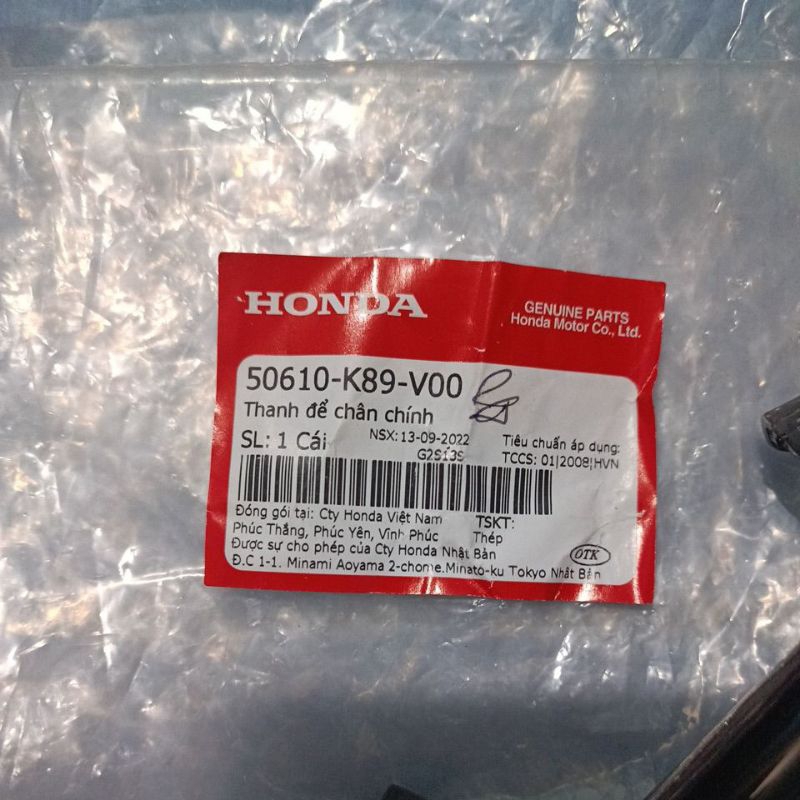 HONDA
GENUINE PARTS
Honda Motor Co., Ltd.
50610-K89-V00
Thanh để chân chính
SL: 1 Cái
NSX: 13-09-2022
G2S13S
Tiêu chuẩn áp dụng:
TCCS: 01|2008|HVN
Đóng gói tại: Cty Honda Việt Nam
Phúc Thắng, Phúc Yên, Vĩnh Phúc
TSKT:
Thép
Được sự cho phép của Cty Honda Nhật Bản
Đ.C 1-1. Minami Aoyama 2-chome.Minato-ku Tokyo Nhật Bản
OTK